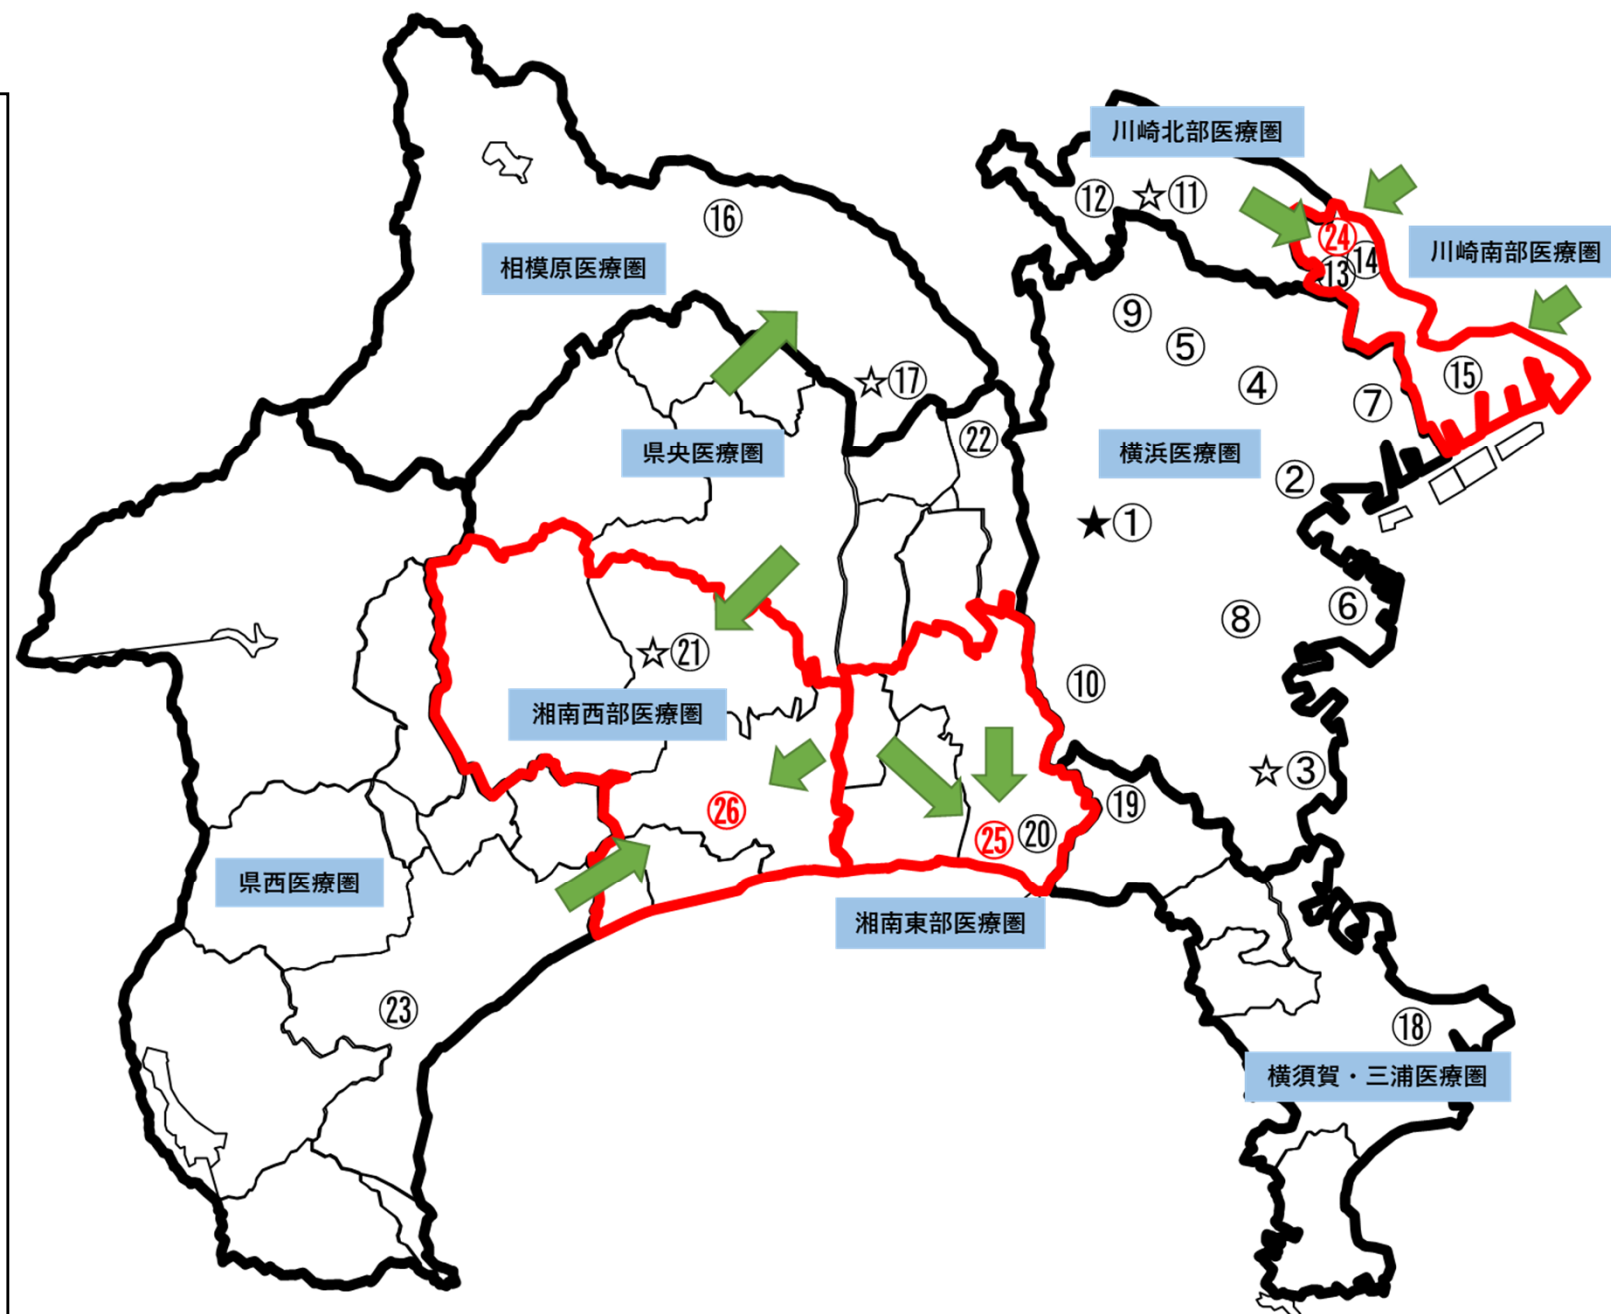 川崎北部医療圏
⑫ ☆⑪
⑯
㉔
川崎南部医療圏
⑬ ⑭
相模原医療圏
⑨
⑤
☆⑰
④
⑮
⑦
㉒
県央医療圏
横浜医療圏
②
★①
⑥
⑧
☆㉑
⑩
湘南西部医療圏
☆③
㉖
⑲
㉕ ⑳
県西医療圏
湘南東部医療圏
㉓
⑱
横須賀・三浦医療圏